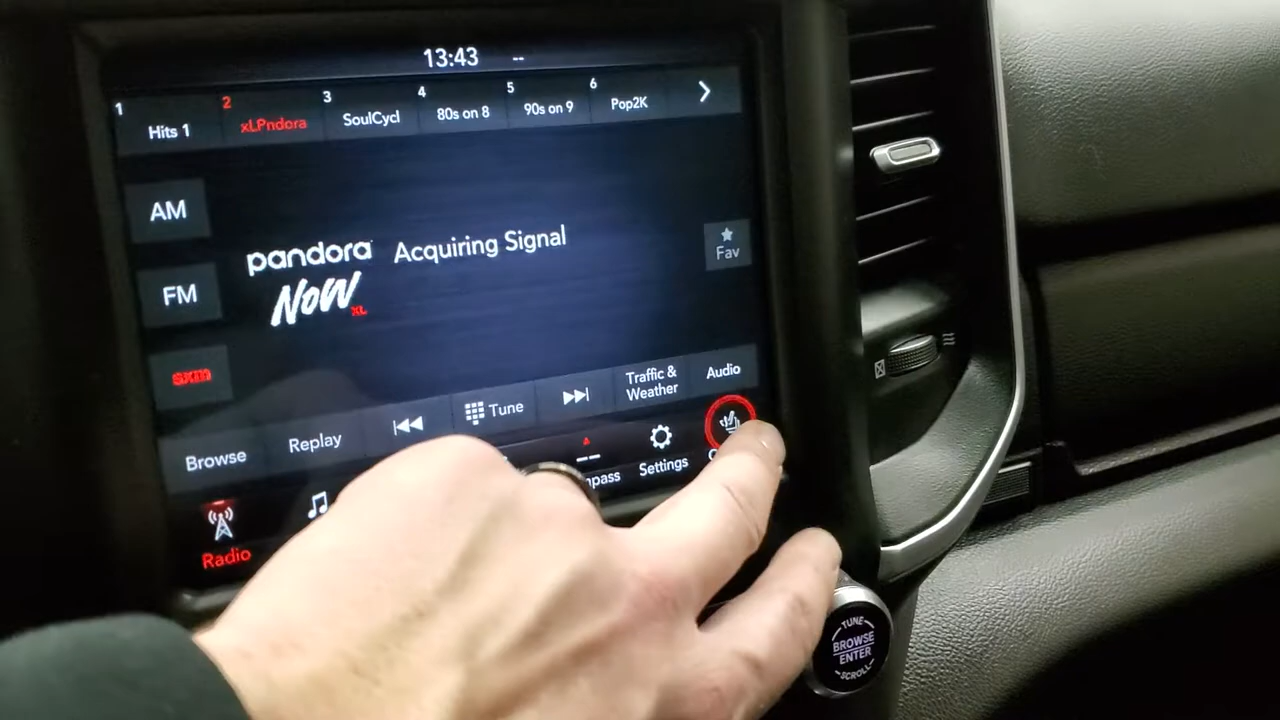 13:43 --
1 Hits 1
2 xLPndora
3 SoulCycl
4 80s on 8
5 90s on 9
6 Pop2K
AM
FM
sxm
pandora
NOW
XL
Acquiring Signal
Fav
Browse
Replay
Tune
Traffic &
Weather
Audio
Radio
mpass
Settings
TUNE
BROWSE
ENTER
SCROLL